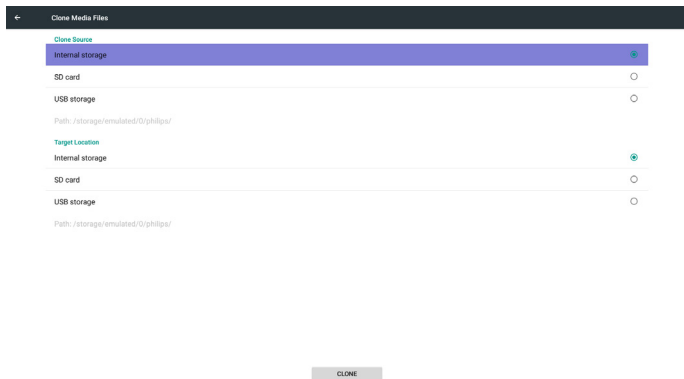 Clone Media Files
Clone Source
Internal storage
SD card
USB storage
Path: /storage/emulated/0/philips/
Target Location
Internal storage
SD card
USB storage
Path: /storage/emulated/0/philips/
CLONE